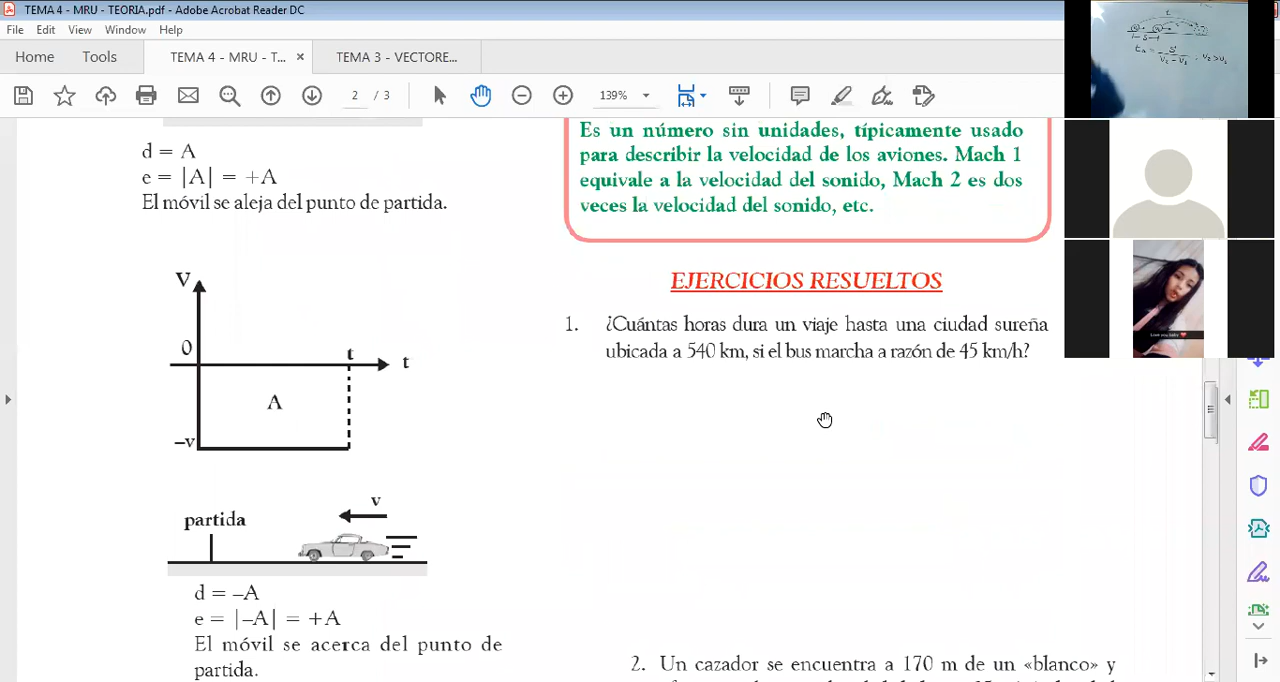 TEMA 4 - MRU - TEORIA.pdf - Adobe Acrobat Reader DC
File Edit View Window Help
Home Tools TEMA 4 - MRU - T... × TEMA 3 - VECTORE...
2 / 3 139%
d = A
e = |A| = +A
El móvil se aleja del punto de partida.
V
0
t
t
A
–v
v
partida
d = –A
e = |–A| = +A
El móvil se acerca del punto de
partida.
Es un número sin unidades, típicamente usado
para describir la velocidad de los aviones. Mach 1
equivale a la velocidad del sonido, Mach 2 es dos
veces la velocidad del sonido, etc.
EJERCICIOS RESUELTOS
1. ¿Cuántas horas dura un viaje hasta una ciudad sureña
ubicada a 540 km, si el bus marcha a razón de 45 km/h?
2. Un cazador se encuentra a 170 m de un «blanco» y